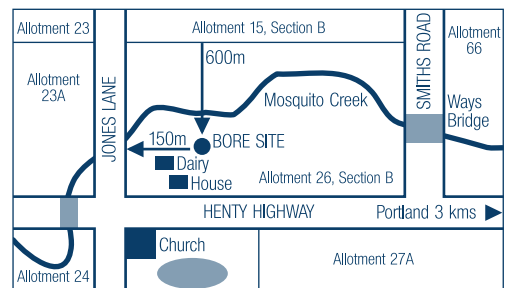 Allotment 23
Allotment 15, Section B
SMITHS ROAD
Allotment
66
600m
Allotment
23A
JONES LANE
Mosquito Creek
Ways
Bridge
150m
BORE SITE
Dairy
House
Allotment 26, Section B
HENTY HIGHWAY
Portland 3 kms
Church
Allotment 27A
Allotment 24